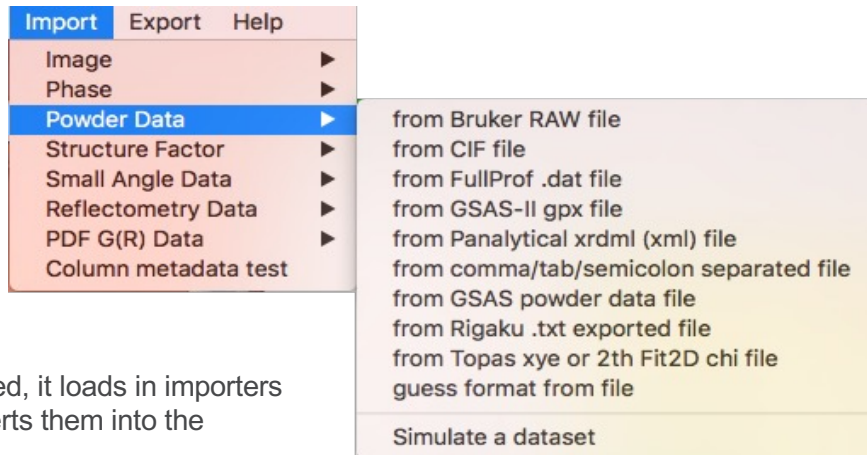 Import Export Help
Image
Phase
Powder Data
Structure Factor
Small Angle Data
Reflectometry Data
PDF G(R) Data
Column metadata test
from Bruker RAW file
from CIF file
from FullProf .dat file
from GSAS-II gpx file
from Panalytical xrdml (xml) file
from comma/tab/semicolon separated file
from GSAS powder data file
from Rigaku .txt exported file
from Topas xye or 2th Fit2D chi file
guess format from file
Simulate a dataset
ed, it loads in importers
erts them into the